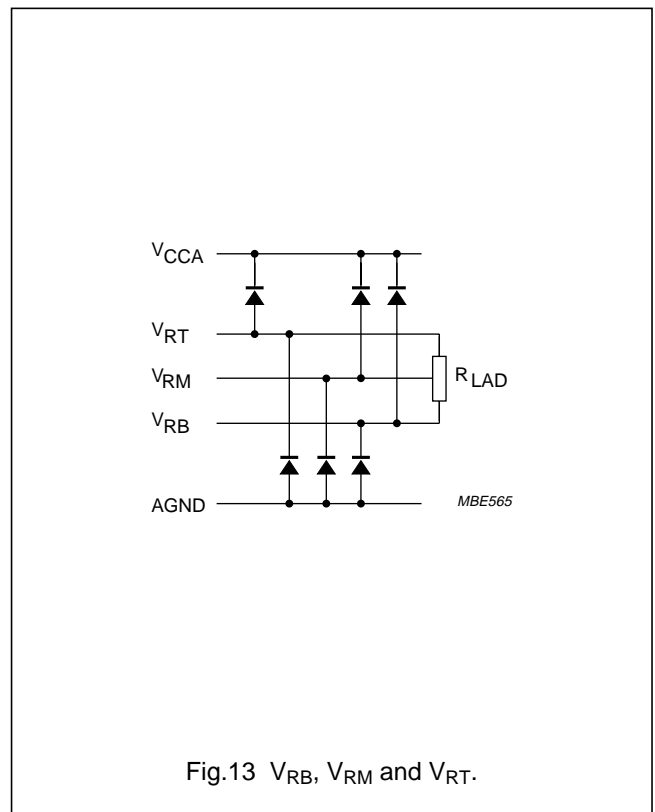 VCCA
VRT
VRM
RLAD
VRB
AGND
MBE565
Fig.13 VRB, VRM and VRT.